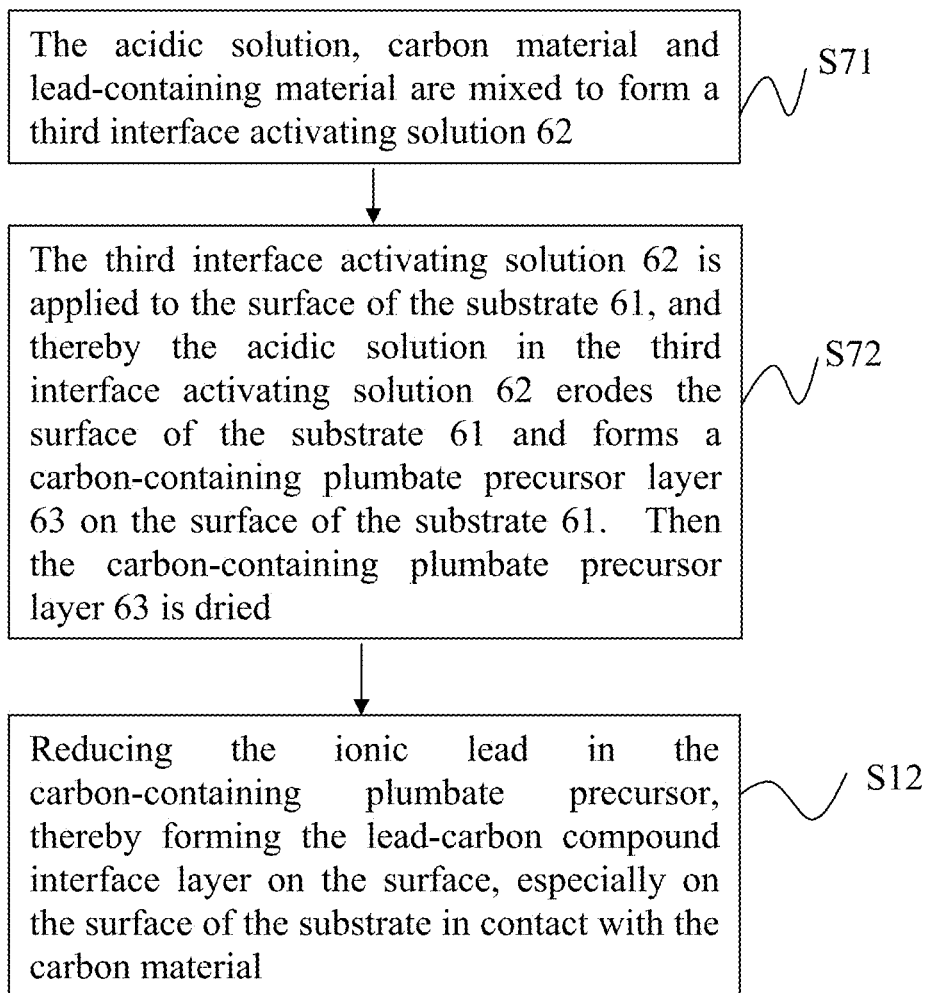 The acidic solution, carbon material and
lead-containing material are mixed to form a
third interface activating solution 62
S71
The third interface activating solution 62 is
applied to the surface of the substrate 61, and
thereby the acidic solution in the third
interface activating solution 62 erodes the
surface of the substrate 61 and forms a
carbon-containing plumbate precursor layer
63 on the surface of the substrate 61. Then
the carbon-containing plumbate precursor
layer 63 is dried
S72
Reducing the ionic lead in the
carbon-containing plumbate precursor,
thereby forming the lead-carbon compound
interface layer on the surface, especially on
the surface of the substrate in contact with the
carbon material
S12